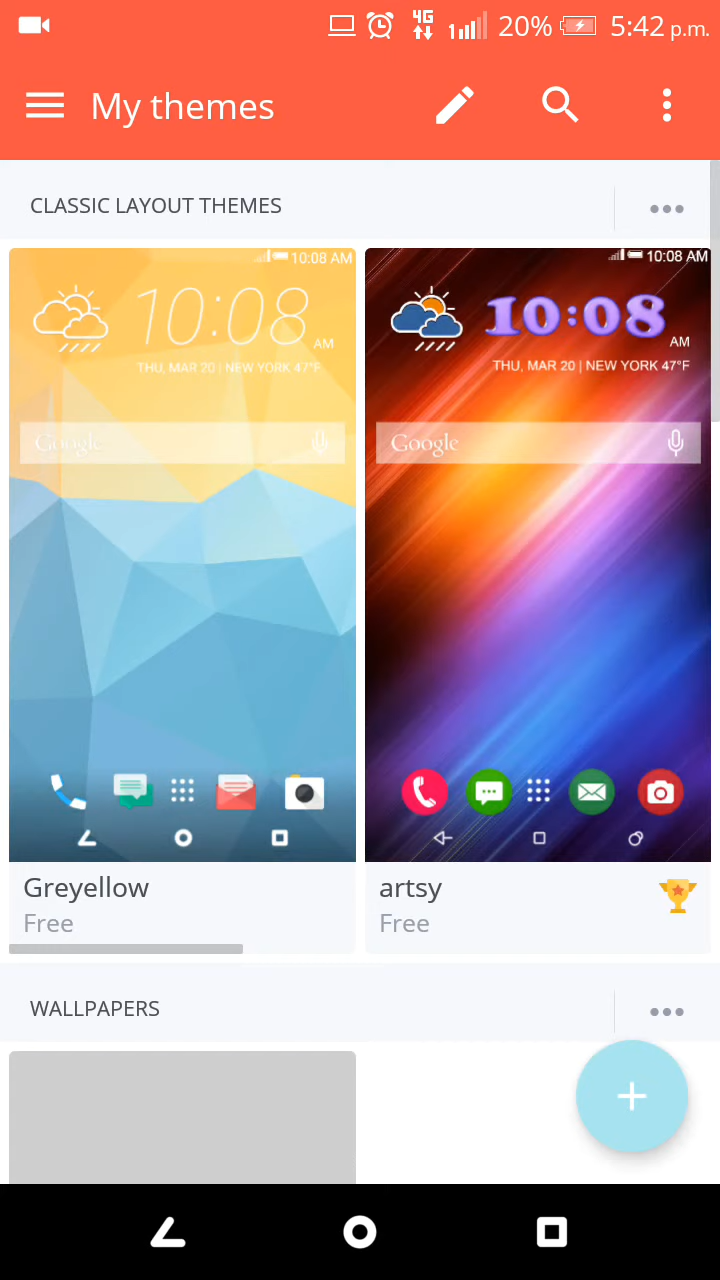 4G 1 20% 5:42 p.m.
My themes
CLASSIC LAYOUT THEMES
10:08 AM
10:08 AM
THU, MAR 20 | NEW YORK 47°F
Google
Greyellow
Free
10:08 AM
10:08 AM
THU, MAR 20 | NEW YORK 47°F
Google
artsy
Free
WALLPAPERS